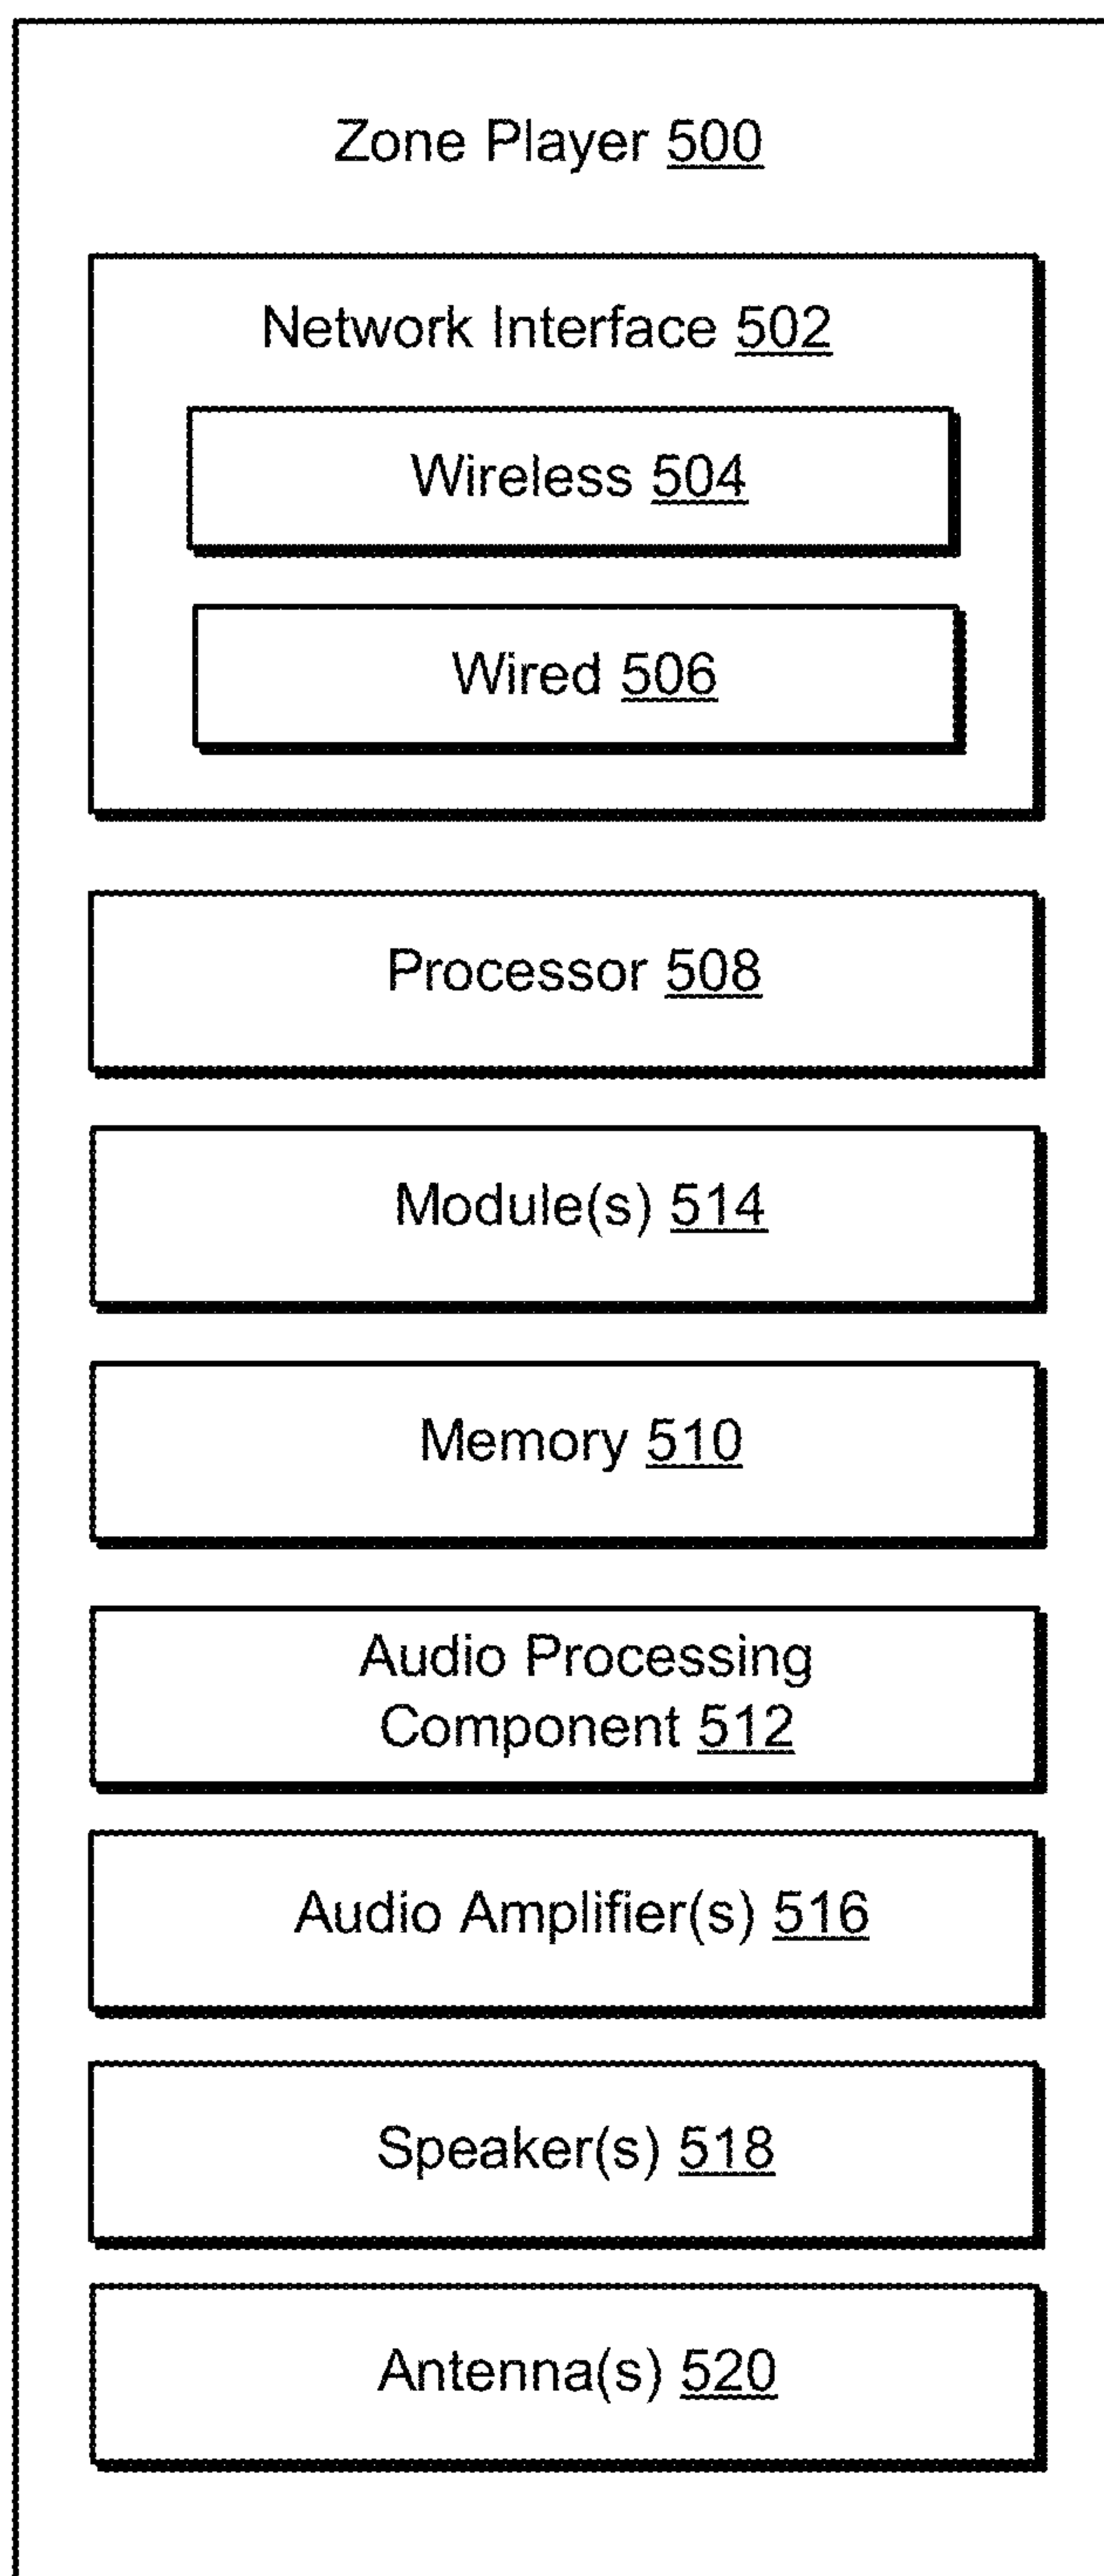 Zone Player 500
Network Interface 502
Wireless 504
Wired 506
Processor 508
Module(s) 514
Memory 510
Audio Processing
Component 512
Audio Amplifier(s) 516
Speaker(s) 518
Antenna(s) 520